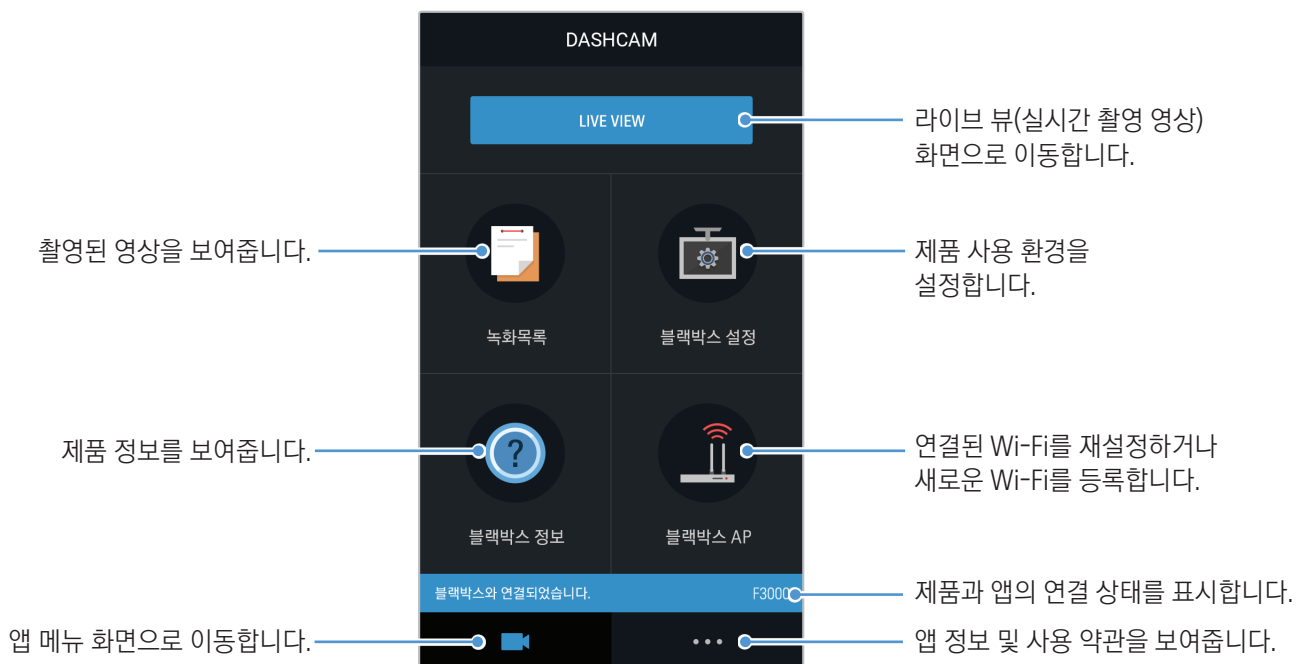 DASHCAM
LIVE VIEW
라이브 뷰(실시간 촬영 영상)
화면으로 이동합니다.
촬영된 영상을 보여줍니다.
제품 사용 환경을
설정합니다.
녹화목록
블랙박스 설정
제품 정보를 보여줍니다.
연결된 Wi-Fi를 재설정하거나
새로운 Wi-Fi를 등록합니다.
블랙박스 정보
블랙박스 AP
블랙박스와 연결되었습니다.
F3000
제품과 앱의 연결 상태를 표시합니다.
앱 메뉴 화면으로 이동합니다.
앱 정보 및 사용 약관을 보여줍니다.